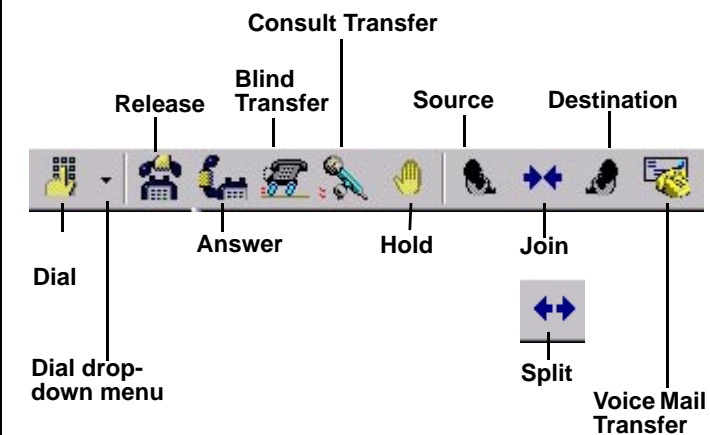 Consult Transfer
Blind
Transfer
Release
Source
Destination
Answer
Hold
Join
Dial
Split
Dial drop-
down menu
Voice Mail
Transfer